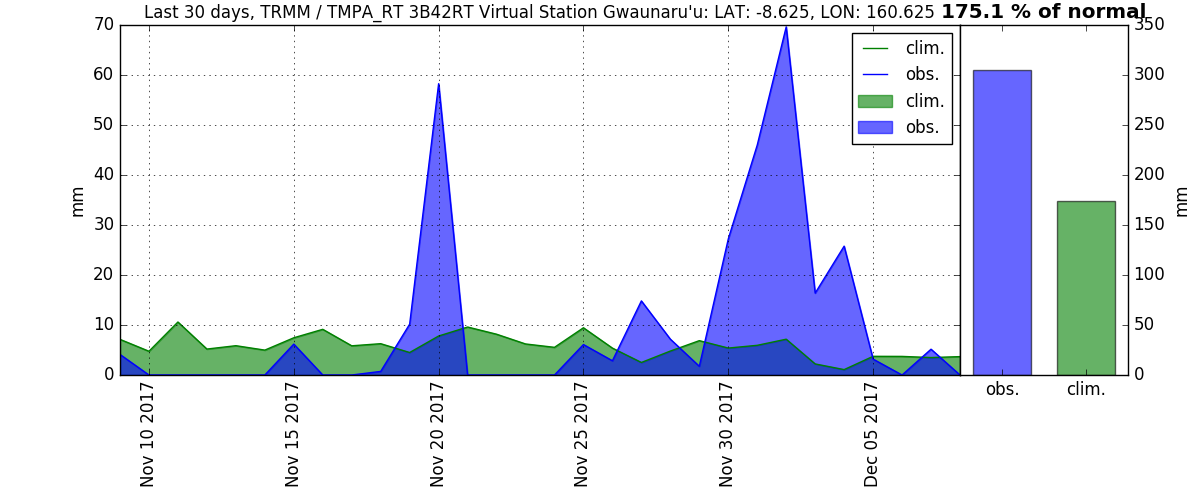 Last 30 days, TRMM / TMPA_RT 3B42RT Virtual Station Gwaunaru'u: LAT: -8.625, LON: 160.625 175.1 % of normal
70
60
50
40
30
20
10
0
mm
Nov 10 2017
Nov 15 2017
Nov 20 2017
Nov 25 2017
Nov 30 2017
Dec 05 2017
clim.
obs.
clim.
obs.
350
300
250
200
150
100
50
0
mm
obs. clim.